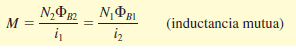 M = N₂Φ_B2 / i₁ = N₁Φ_B1 / i₂ (inductancia mutua)